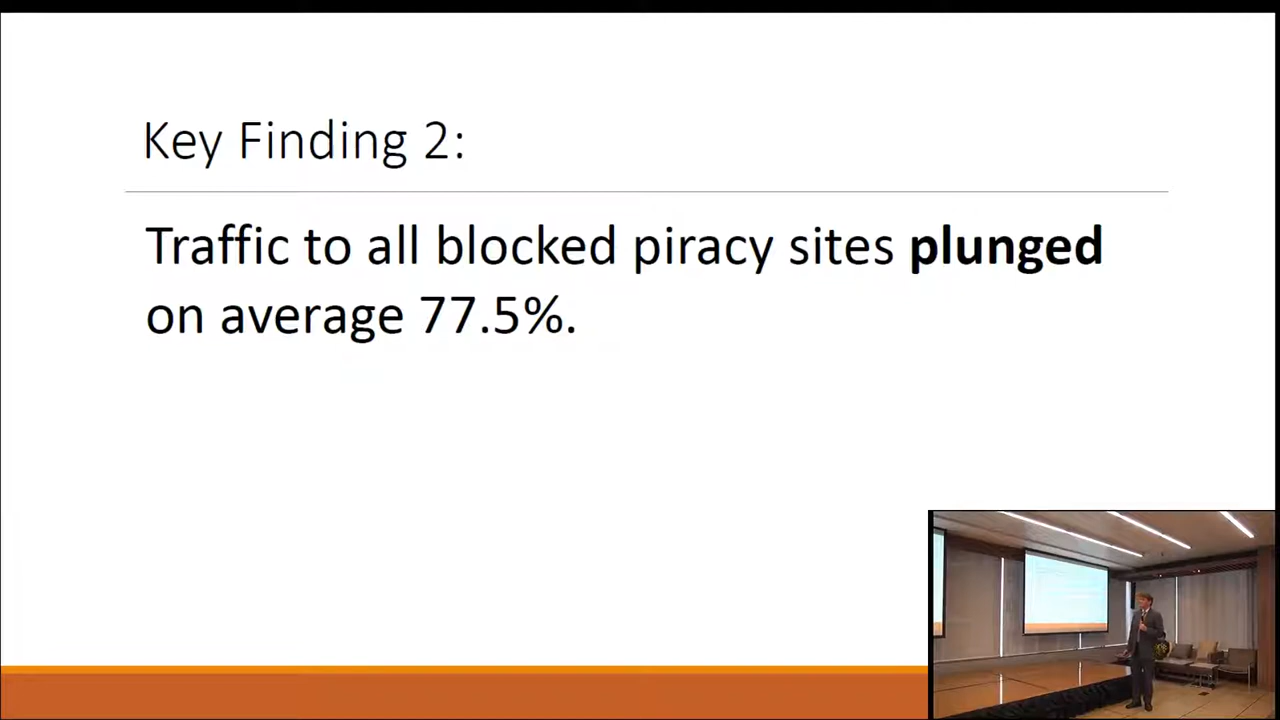 Key Finding 2:
Traffic to all blocked piracy sites plunged
on average 77.5%.